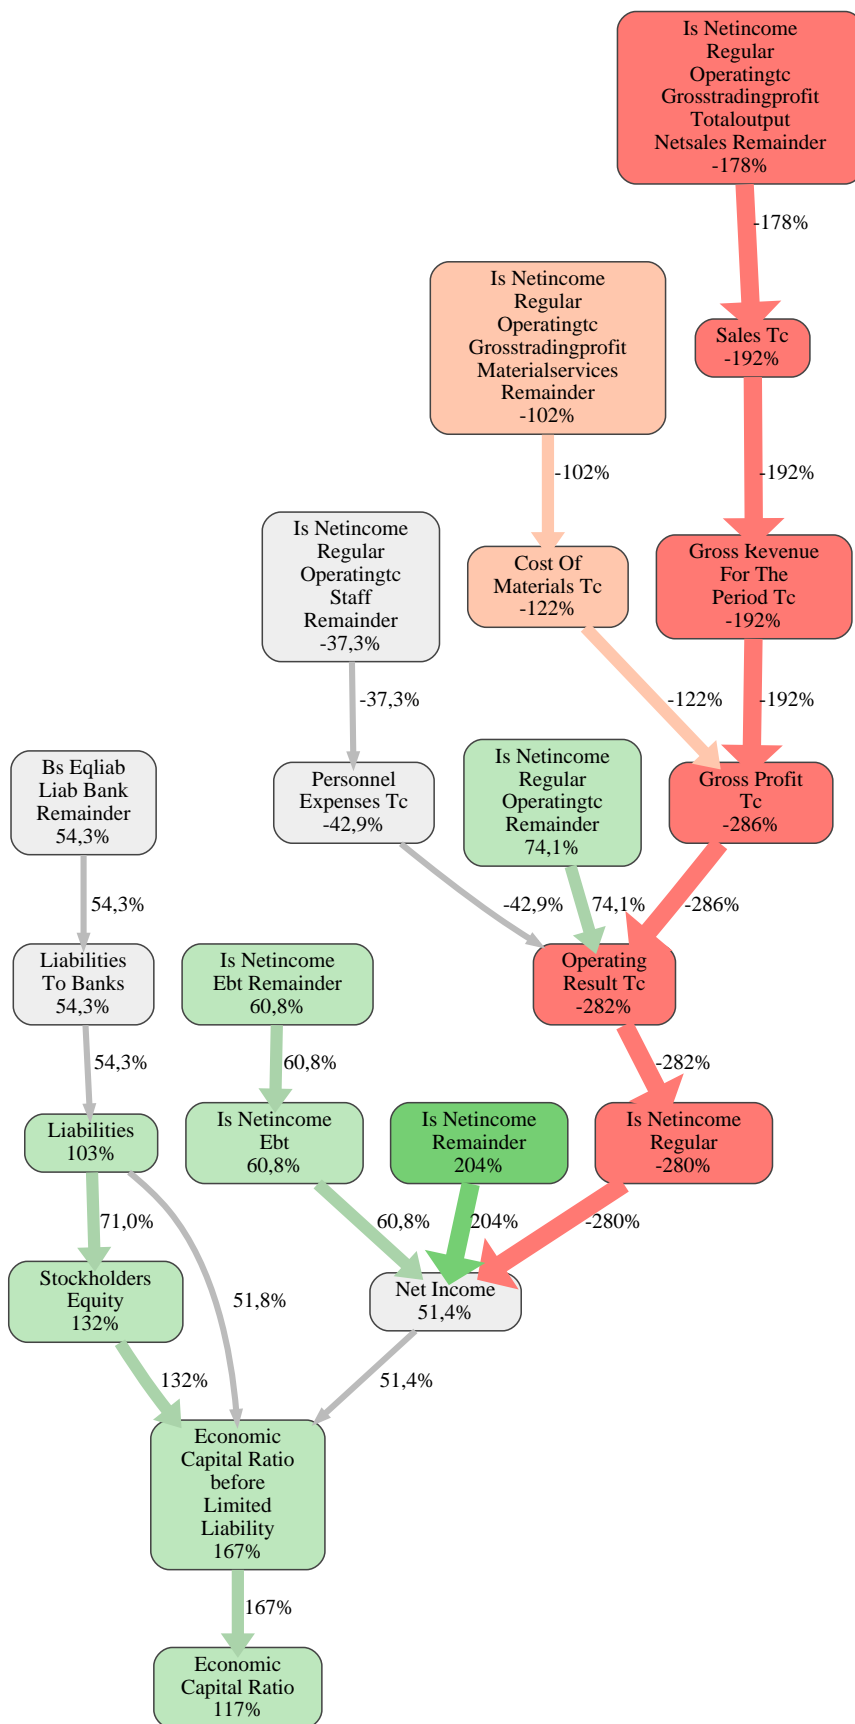 Is Netincome
Regular
Operatingtc
Grosstradingprofit
Totaloutput
Netsales Remainder
-178%
-178%
Is Netincome
Regular
Operatingtc
Grosstradingprofit
Materialservices
Remainder
-102%
Sales Tc
-192%
-102%
-192%
Is Netincome
Regular
Operatingtc
Staff
Remainder
-37,3%
Cost Of
Materials Tc
-122%
Gross Revenue
For The
Period Tc
-192%
-37,3%
-122%
-192%
Bs Eqliab
Liab Bank
Remainder
54,3%
Personnel
Expenses Tc
-42,9%
Is Netincome
Regular
Operatingtc
Remainder
74,1%
Gross Profit
Tc
-286%
54,3%
-42,9%
74,1%
-286%
Liabilities
To Banks
54,3%
Is Netincome
Ebt Remainder
60,8%
Operating
Result Tc
-282%
54,3%
60,8%
-282%
Liabilities
103%
Is Netincome
Ebt
60,8%
Is Netincome
Remainder
204%
Is Netincome
Regular
-280%
71,0%
60,8%
204%
-280%
Stockholders
Equity
132%
51,8%
Net Income
51,4%
132%
51,4%
Economic
Capital Ratio
before
Limited
Liability
167%
167%
Economic
Capital Ratio
117%